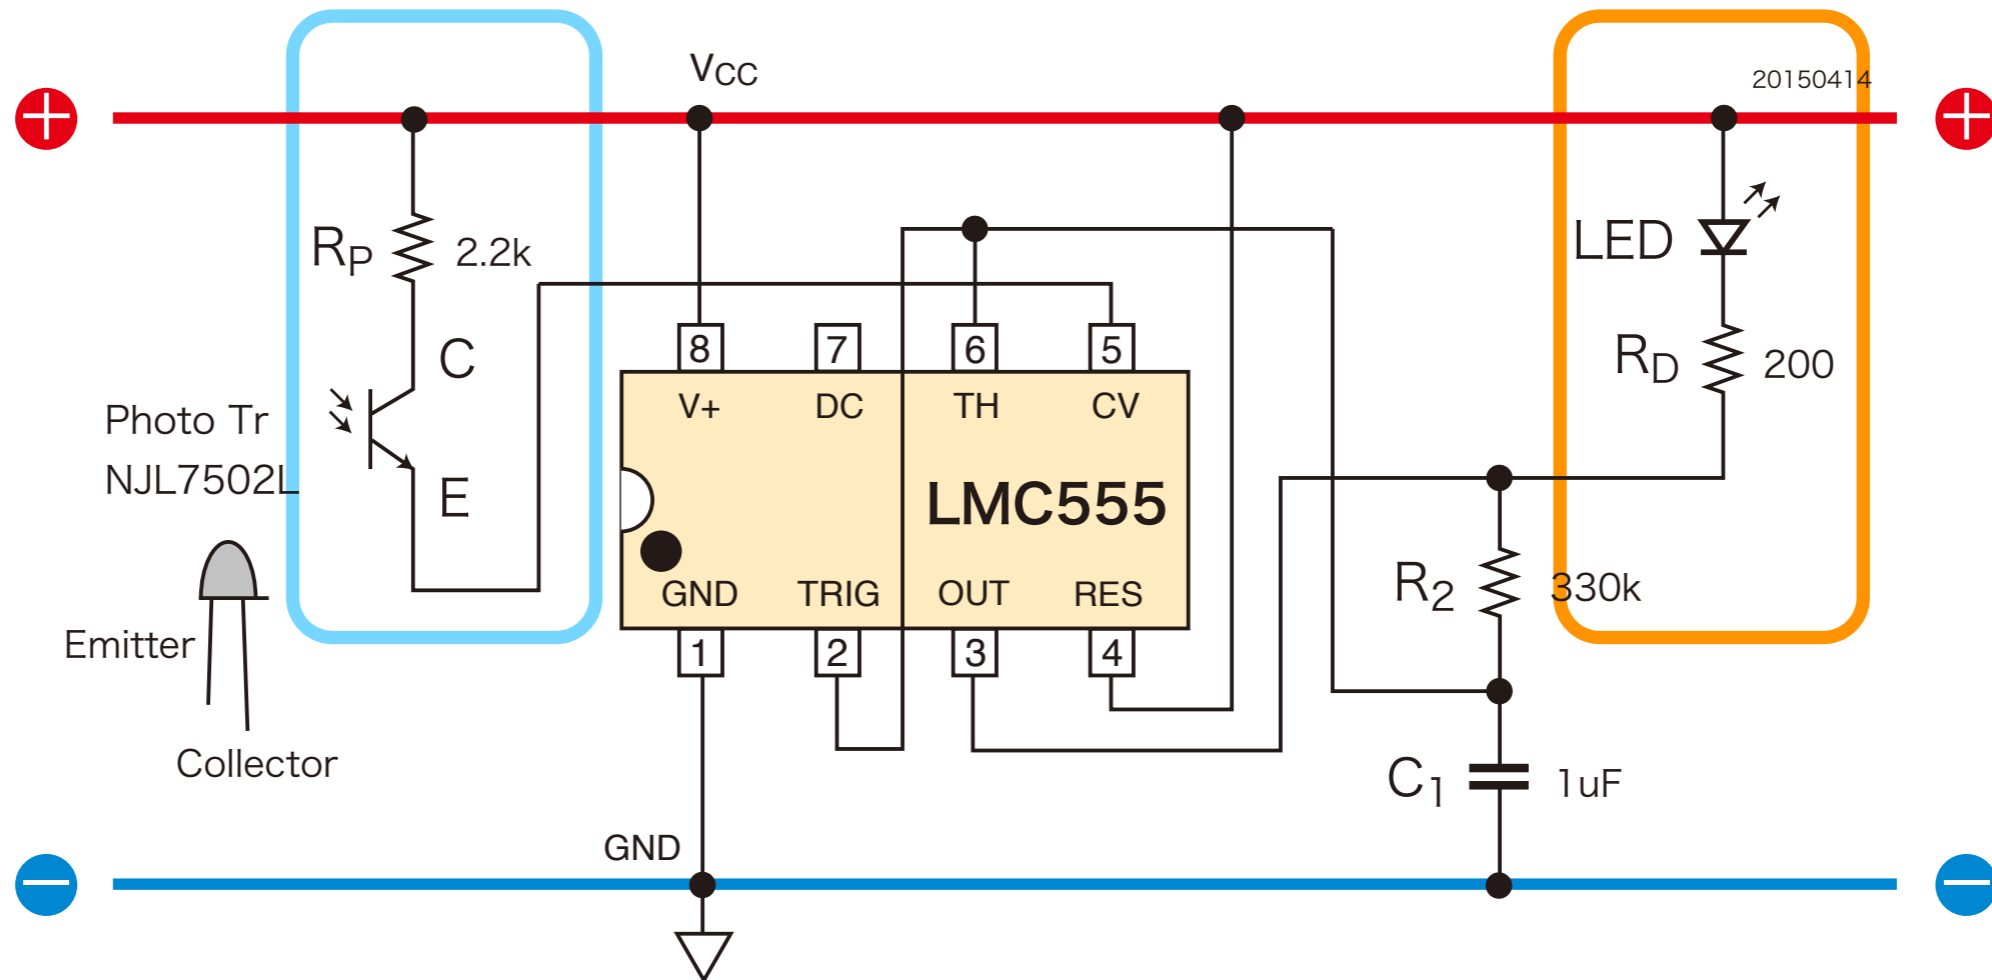 VCC
20150414
RP
2.2k
LED
C
RD
200
Photo Tr
NJL7502L
E
8
7
6
5
V+
DC
TH
CV
LMC555
GND
TRIG
OUT
RES
1
2
3
4
R2
330k
Emitter
Collector
C1
1uF
GND